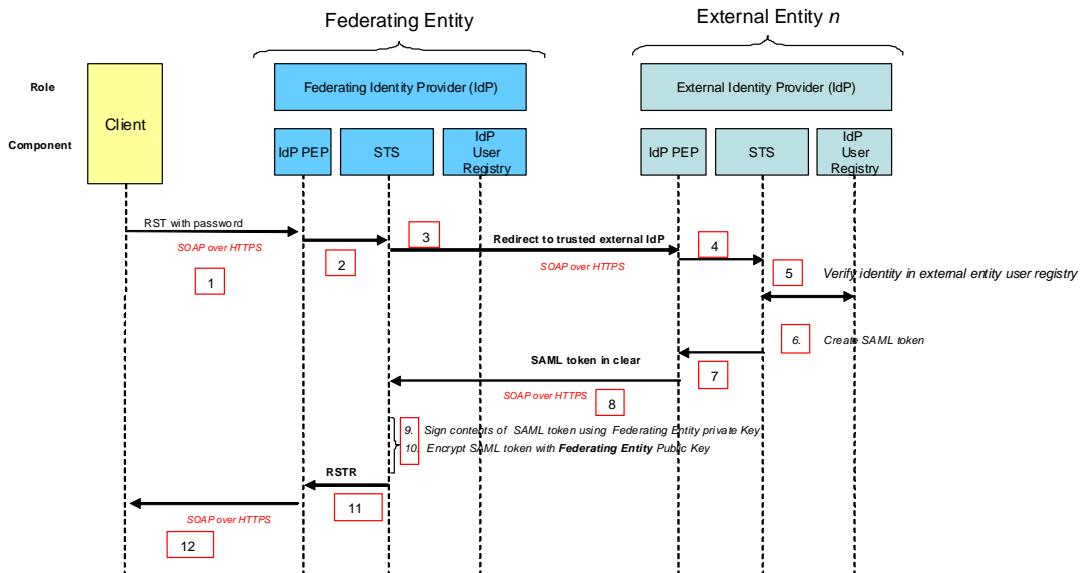 Federating Entity
External Entity n
Role
Client
Federating Identity Provider (IdP)
External Identity Provider (IdP)
Component
IdP PEP
STS
IdP
User
Registry
IdP PEP
STS
IdP
User
Registry
RST with password
SOAP over HTTPS
1
2
3
Redirect to trusted external IdP
SOAP over HTTPS
4
5
Verify identity in external entity user registry
6. Create SAML token
SAML token in clear
7
SOAP over HTTPS
8
9. Sign contents of SAML token using Federating Entity private Key
10. Encrypt SAML token with Federating Entity Public Key
RSTR
11
SOAP over HTTPS
12